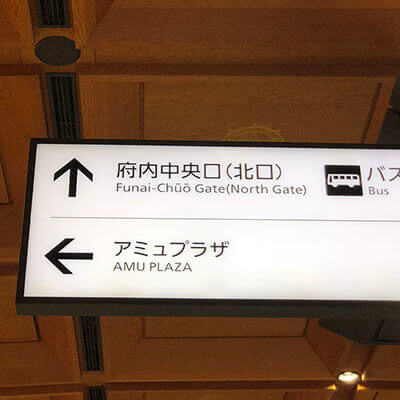 府内中央口(北口)
Funai-Chūō Gate(North Gate)
バス
Bus
アミュプラザ
AMU PLAZA